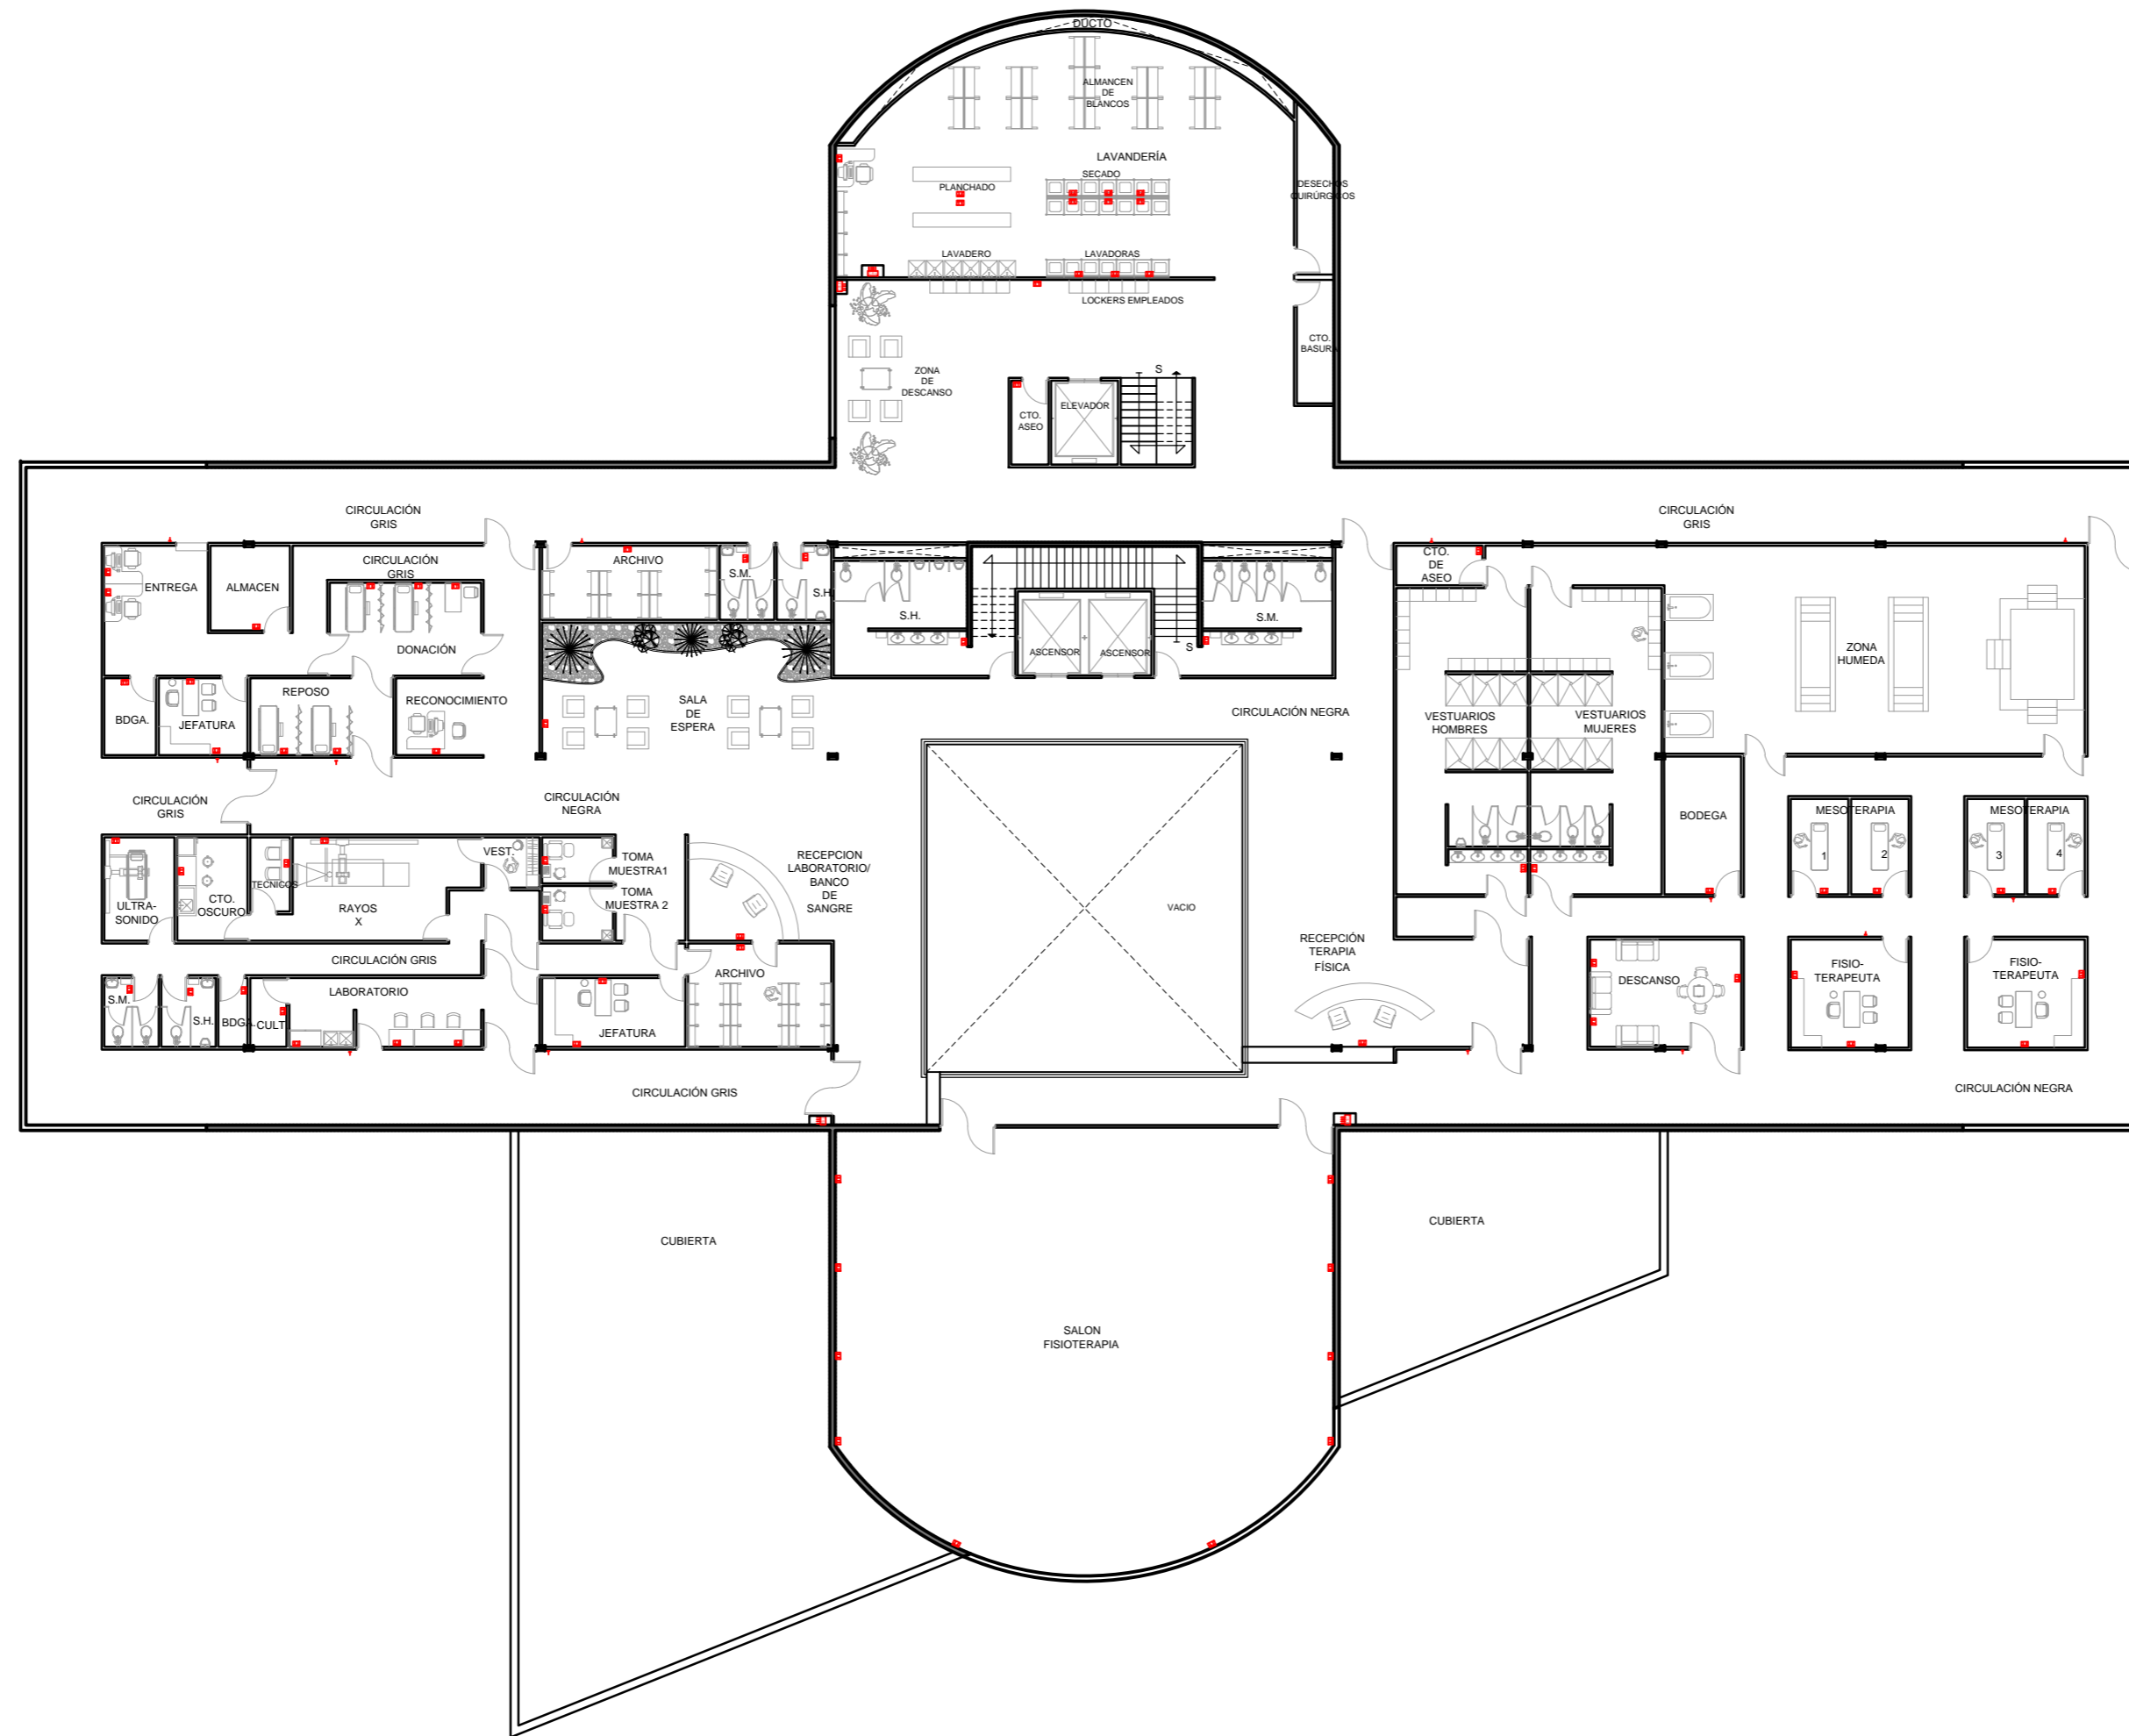 DUCTO
ALMANCEN
DE
BLANCOS
LAVANDERÍA
SECADO
PLANCHADO
DESECHOS
QUIRÚRGICOS
LAVADERO
LAVADORAS
LOCKERS EMPLEADOS
CTO.
BASURA
ZONA
DE
DESCANSO
S
ELEVADOR
CTO.
ASEO
CIRCULACIÓN
GRIS
CIRCULACIÓN
GRIS
CIRCULACIÓN
GRIS
ENTREGA
ALMACEN
ARCHIVO
S.M.
S.H.
S.H.
S.M.
CTO.
DE
ASEO
DONACIÓN
ASCENSOR
ASCENSOR
S
ZONA
HUMEDA
REPOSO
RECONOCIMIENTO
BDGA.
JEFATURA
SALA
DE
ESPERA
CIRCULACIÓN NEGRA
VESTUARIOS
HOMBRES
VESTUARIOS
MUJERES
CIRCULACIÓN
GRIS
CIRCULACIÓN
NEGRA
BODEGA
MESOTERAPIA
MESOTERAPIA
1
2
3
4
VEST.
TOMA
MUESTRA1
TOMA
MUESTRA 2
RECEPCION
LABORATORIO/
BANCO
DE
SANGRE
TECNICOS
ULTRA-
SONIDO
CTO.
OSCURO
RAYOS
X
VACIO
RECEPCIÓN
TERAPIA
FÍSICA
CIRCULACIÓN GRIS
ARCHIVO
DESCANSO
FISIO-
TERAPEUTA
FISIO-
TERAPEUTA
S.M.
S.H.
BDGA.
CULT.
LABORATORIO
JEFATURA
CIRCULACIÓN GRIS
CIRCULACIÓN NEGRA
CUBIERTA
CUBIERTA
SALON
FISIOTERAPIA